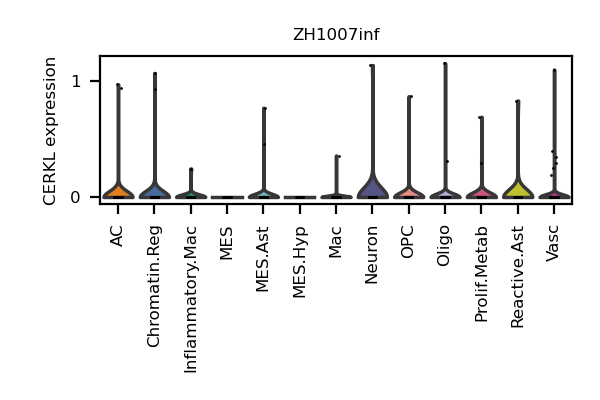 ZH1007inf
CERKL expression
1
0
AC
Chromatin.Reg
Inflammatory.Mac
MES
MES.Ast
MES.Hyp
Mac
Neuron
OPC
Oligo
Prolif.Metab
Reactive.Ast
Vasc